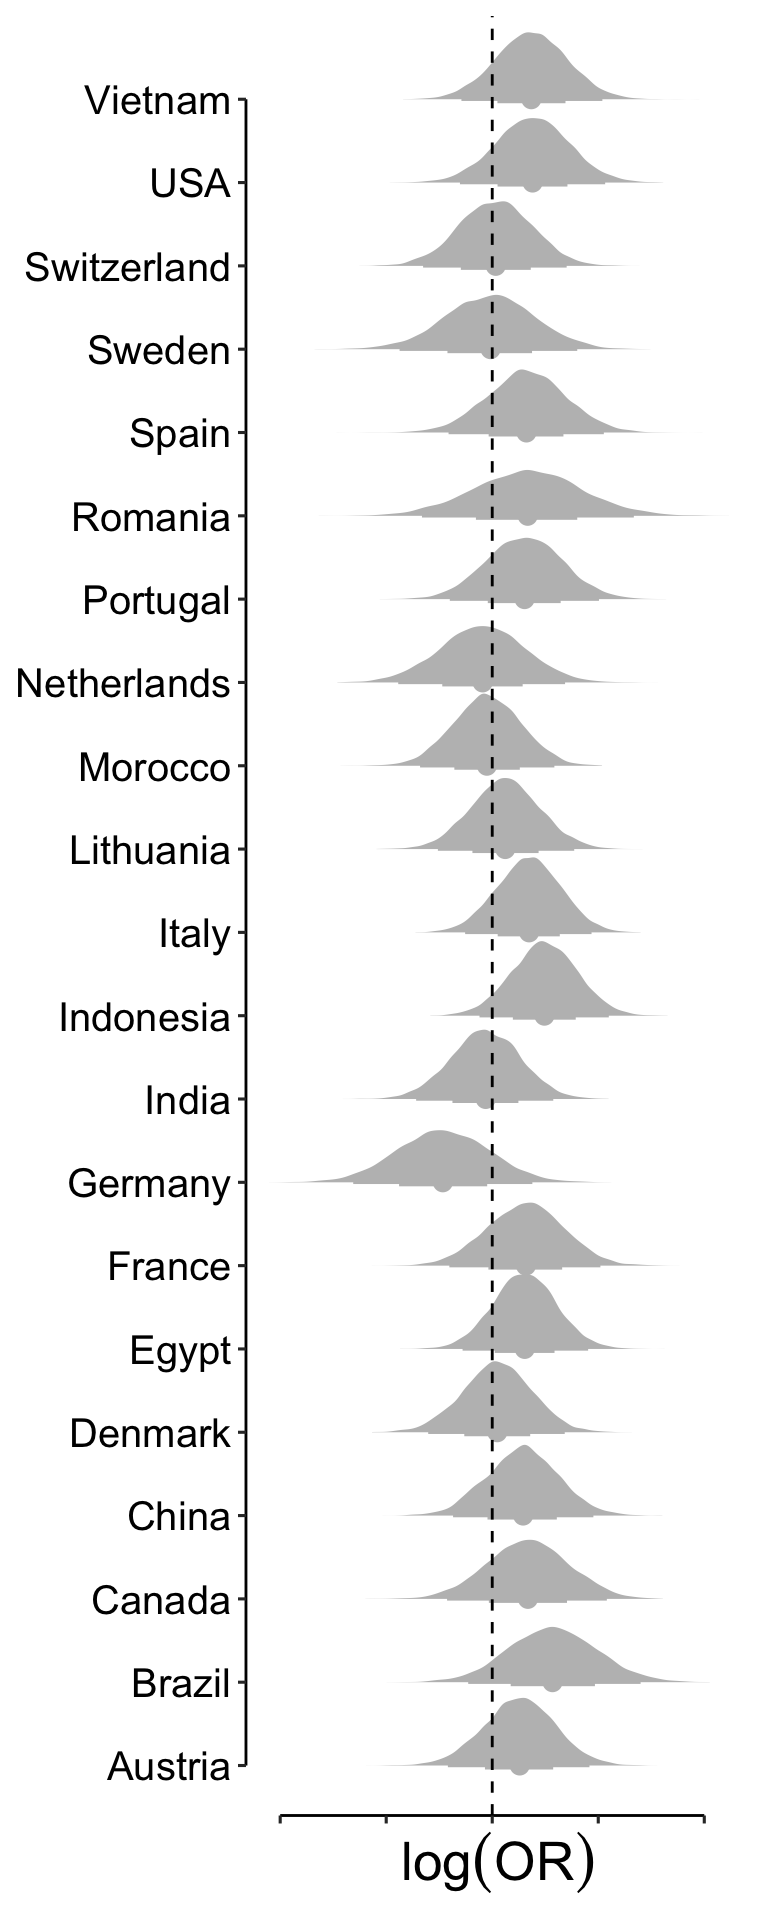 Vietnam
USA
Switzerland
Sweden
Spain
Romania
Portugal
Netherlands
Morocco
Lithuania
Italy
Indonesia
India
Germany
France
Egypt
Denmark
China
Canada
Brazil
Austria
log(OR)